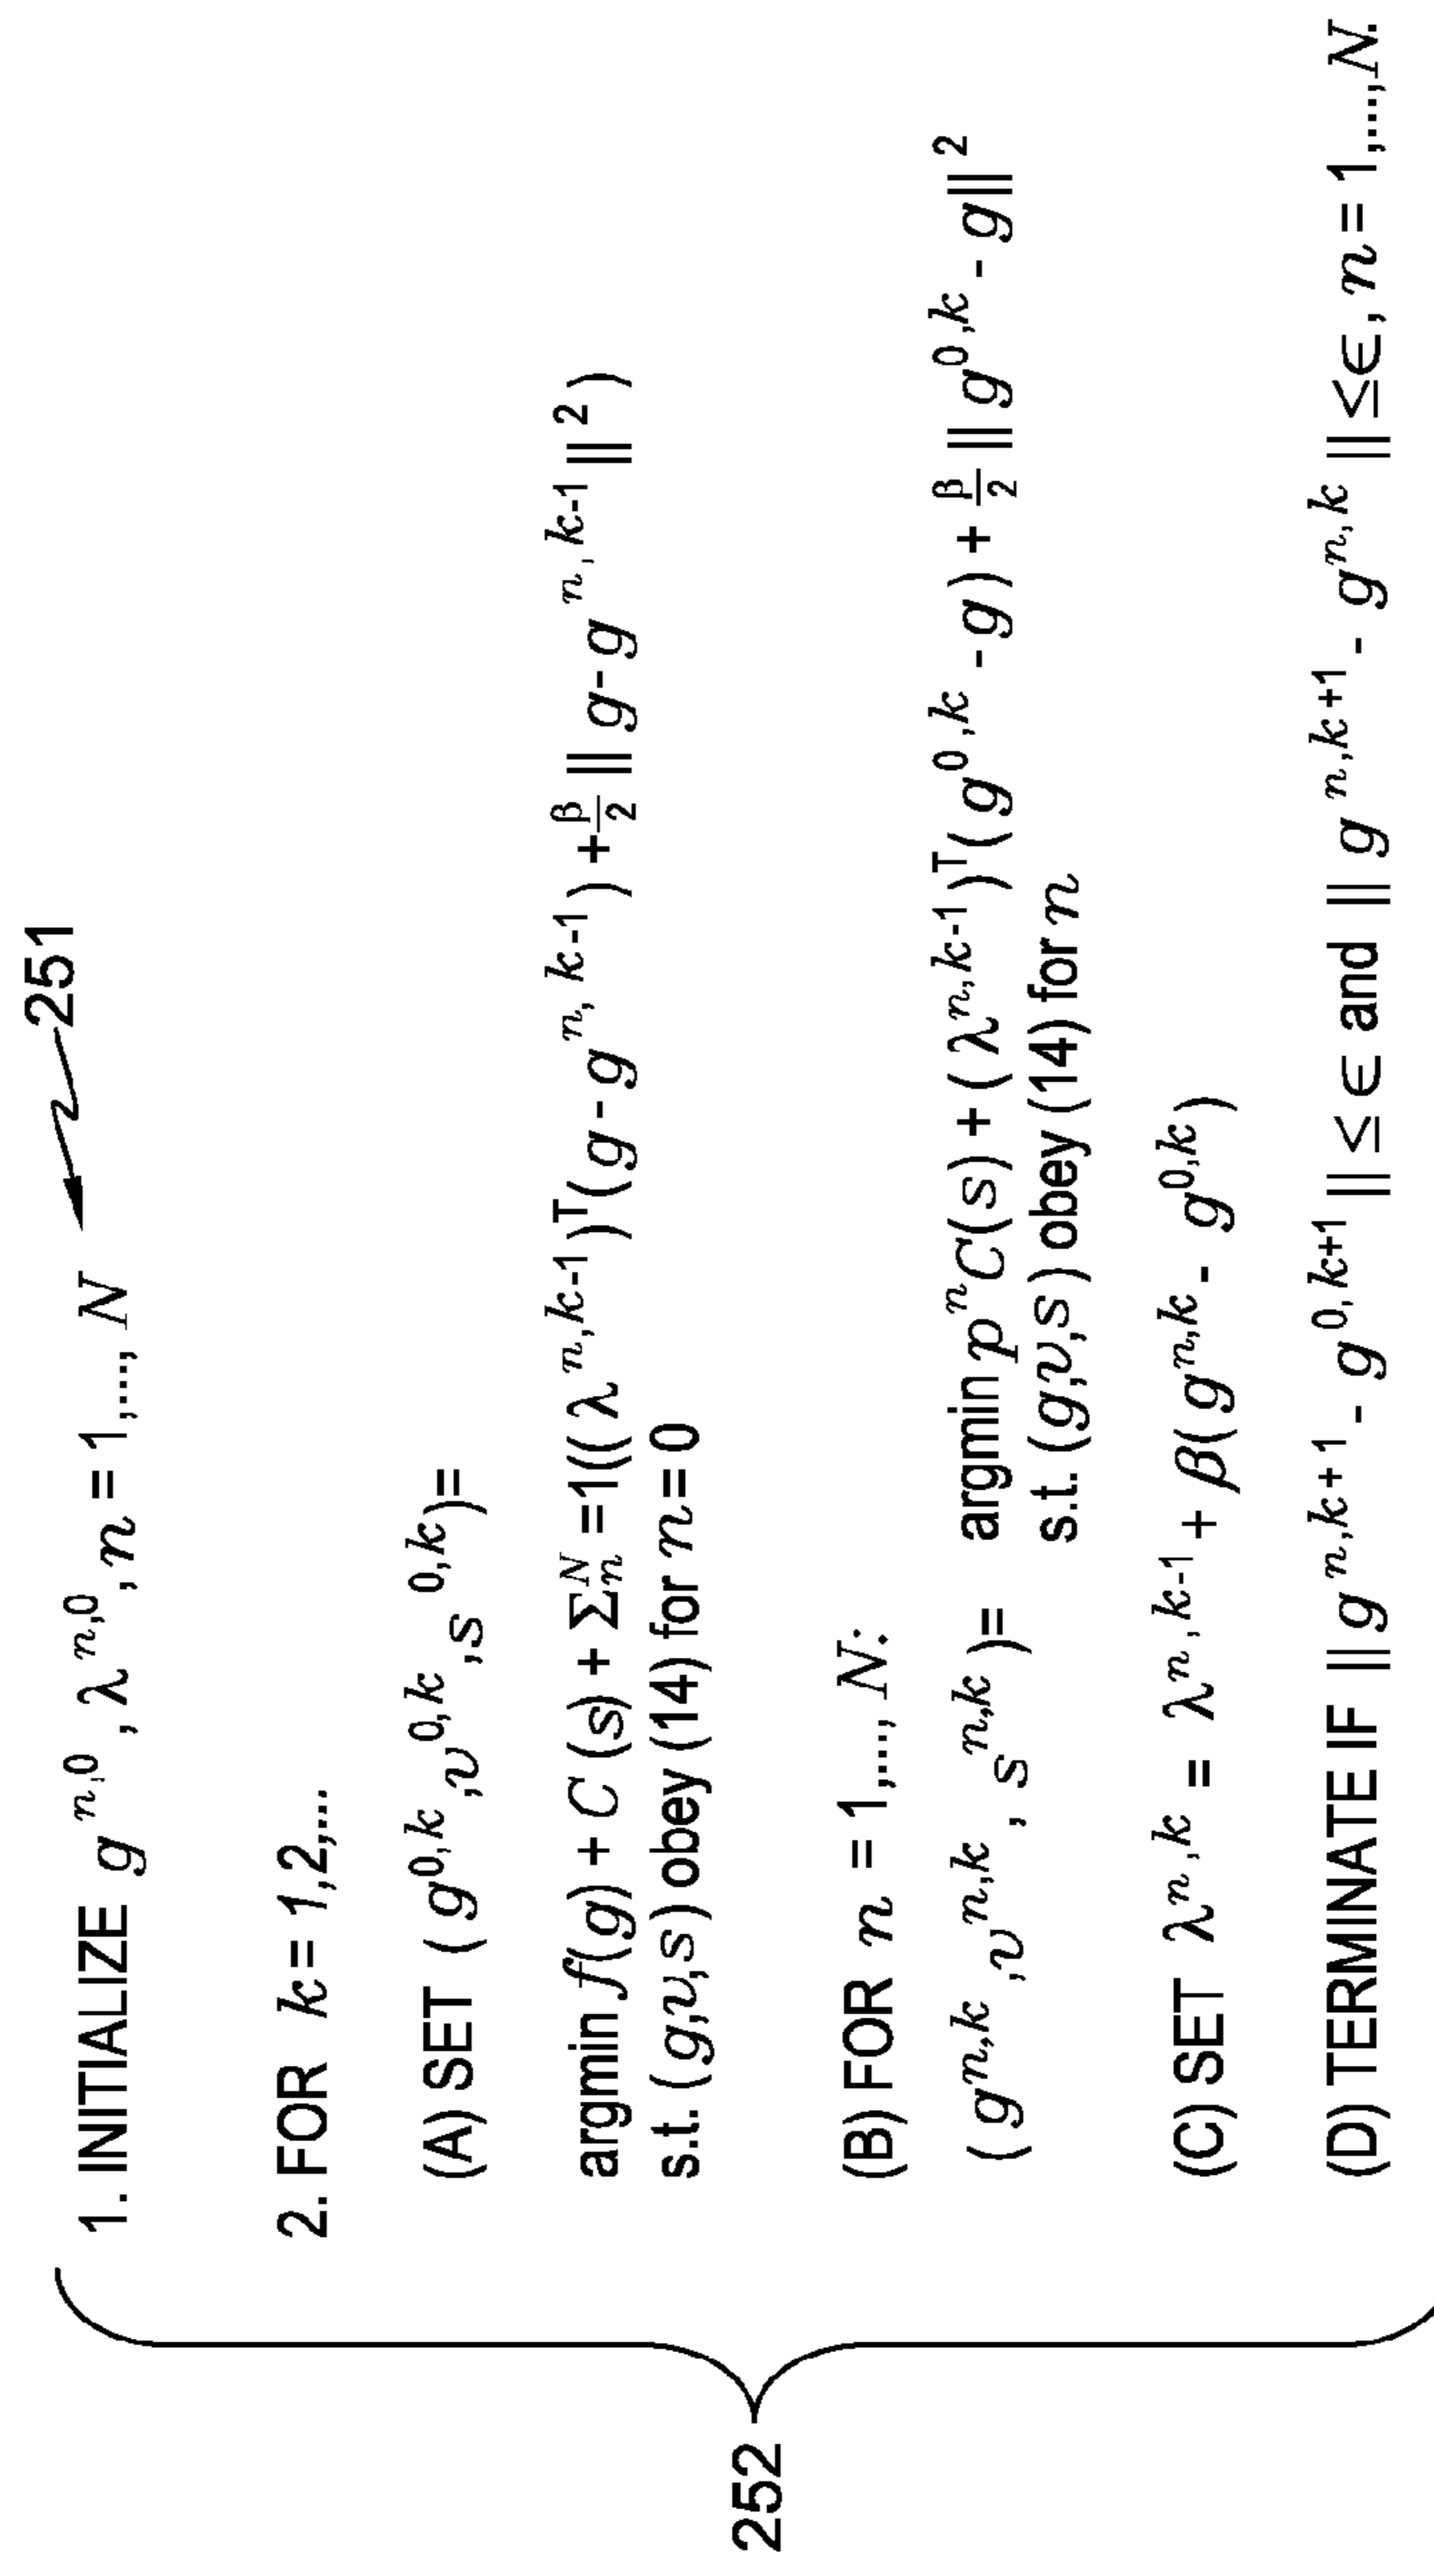 251
1. INITIALIZE g^{n,0}, λ^{n,0}, n = 1,..., N
2. FOR k = 1,2,...
(A) SET (g^{0,k}, v^{0,k}, s^{0,k})=
argmin f(g) + C(s) + Σ_n^N =1((λ^{n,k-1})^T(g - g^{n,k-1}) + β/2 || g - g^{n,k-1} ||^2)
s.t. (g,v,s) obey (14) for n = 0
(B) FOR n = 1,..., N:
(g^{n,k}, v^{n,k}, s^{n,k})= argmin p^n C(s) + (λ^{n,k-1})^T(g^{0,k} - g) + β/2 || g^{0,k} - g||^2
s.t. (g,v,s) obey (14) for n
(C) SET λ^{n,k} = λ^{n,k-1} + β(g^{n,k} - g^{0,k})
(D) TERMINATE IF || g^{n,k+1} - g^{0,k+1} || ≤ ∈ and || g^{n,k+1} - g^{n,k} || ≤∈, n = 1,...,N.
252